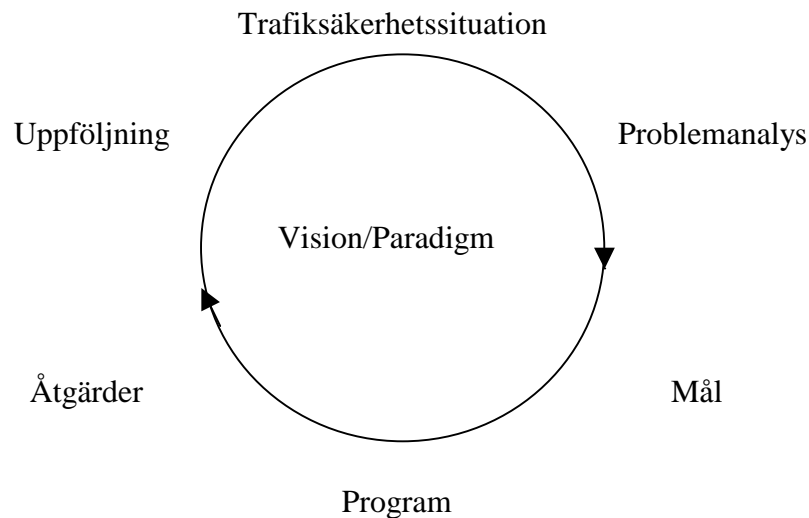 Trafiksäkerhetssituation
Uppföljning
Problemanalys
Vision/Paradigm
Åtgärder
Mål
Program